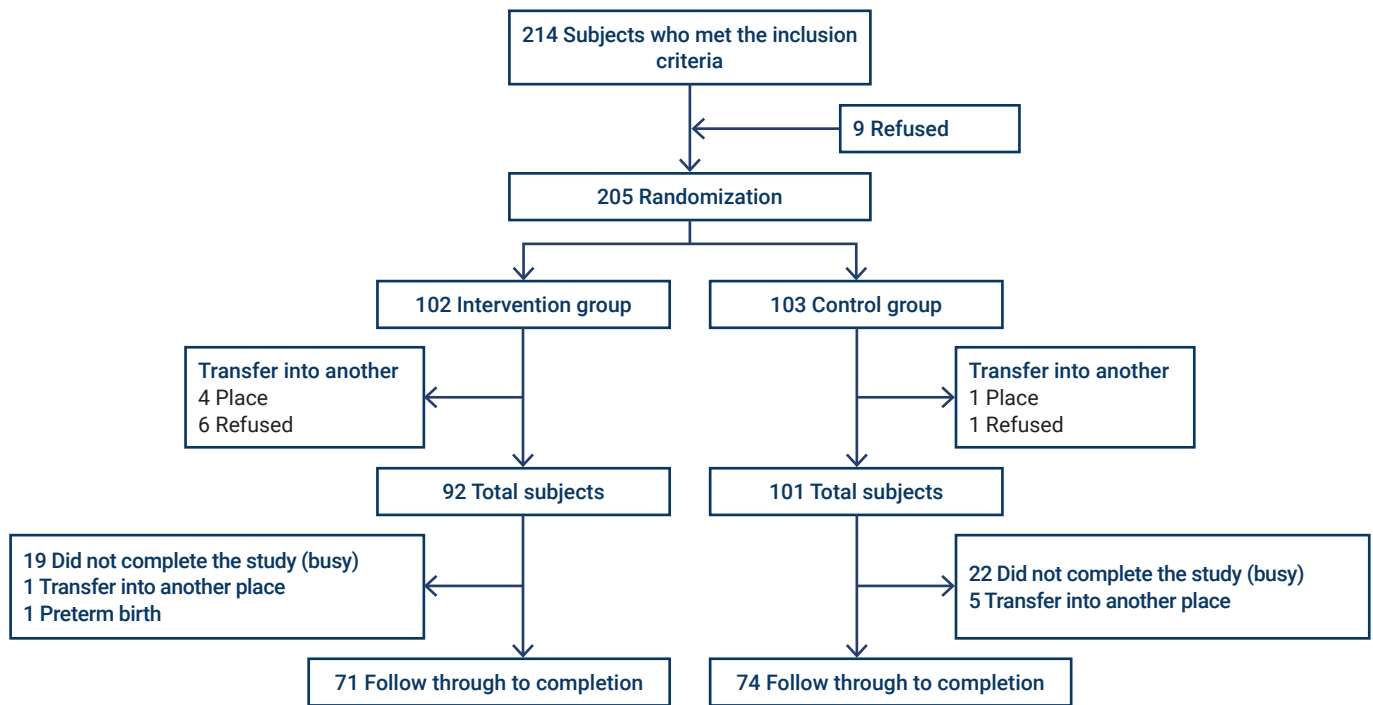 214 Subjects who met the inclusion
criteria
9 Refused
205 Randomization
102 Intervention group
103 Control group
Transfer into another
4 Place
6 Refused
Transfer into another
1 Place
1 Refused
92 Total subjects
101 Total subjects
19 Did not complete the study (busy)
1 Transfer into another place
1 Preterm birth
22 Did not complete the study (busy)
5 Transfer into another place
71 Follow through to completion
74 Follow through to completion